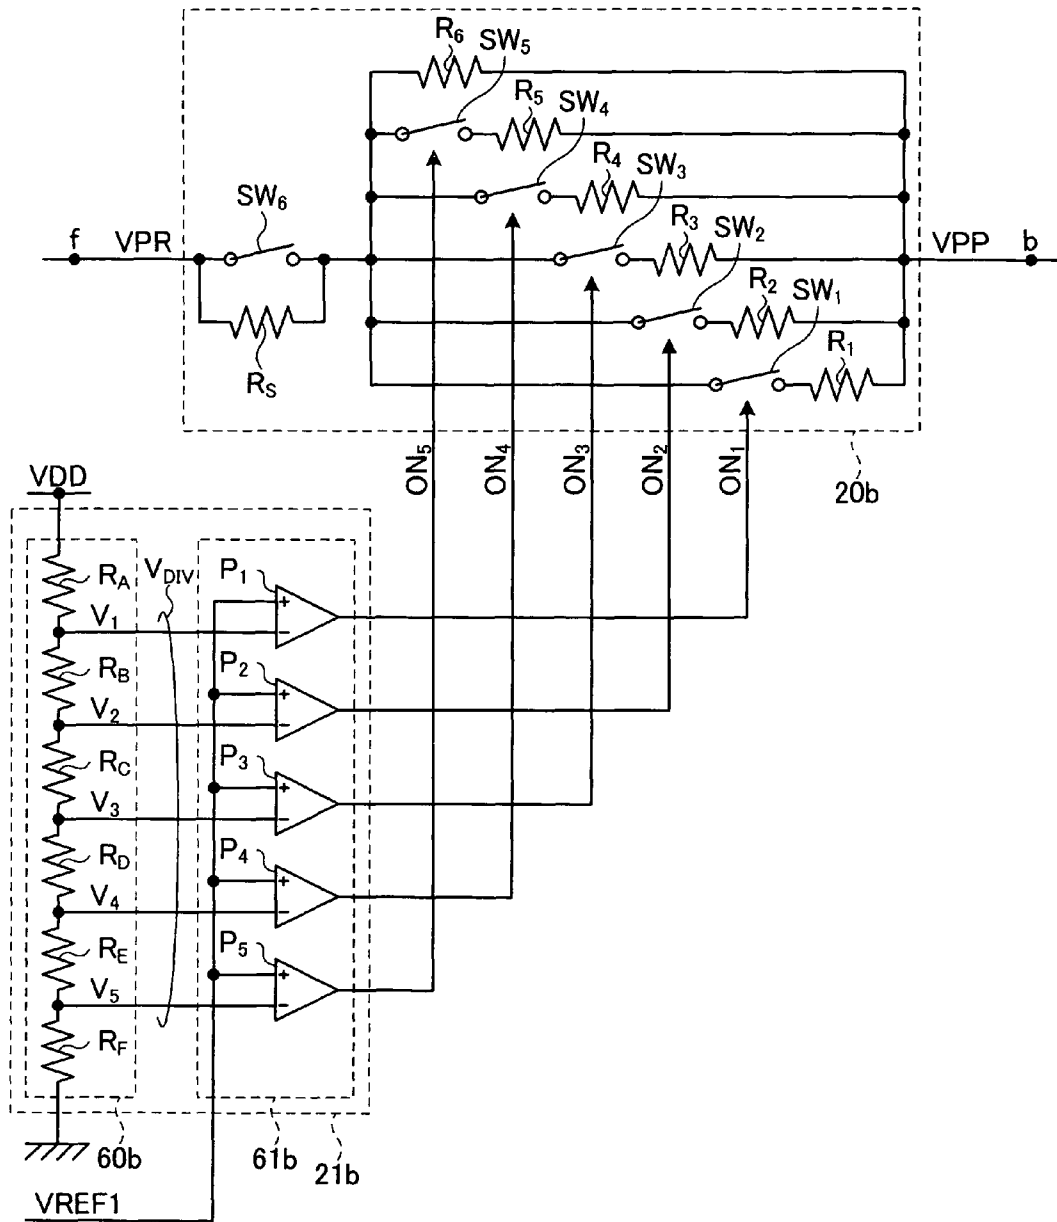 R6 SW5
R5 SW4
R4 SW3
SW6
f VPR
R3 SW2
VPP b
R2 SW1
RS
R1
ON5
ON4
ON3
ON2
ON1
20b
VDD
RA VDIV P1
V1
RB P2
V2
RC P3
V3
RD P4
V4
RE P5
V5
RF
60b 61b 21b
VREF1